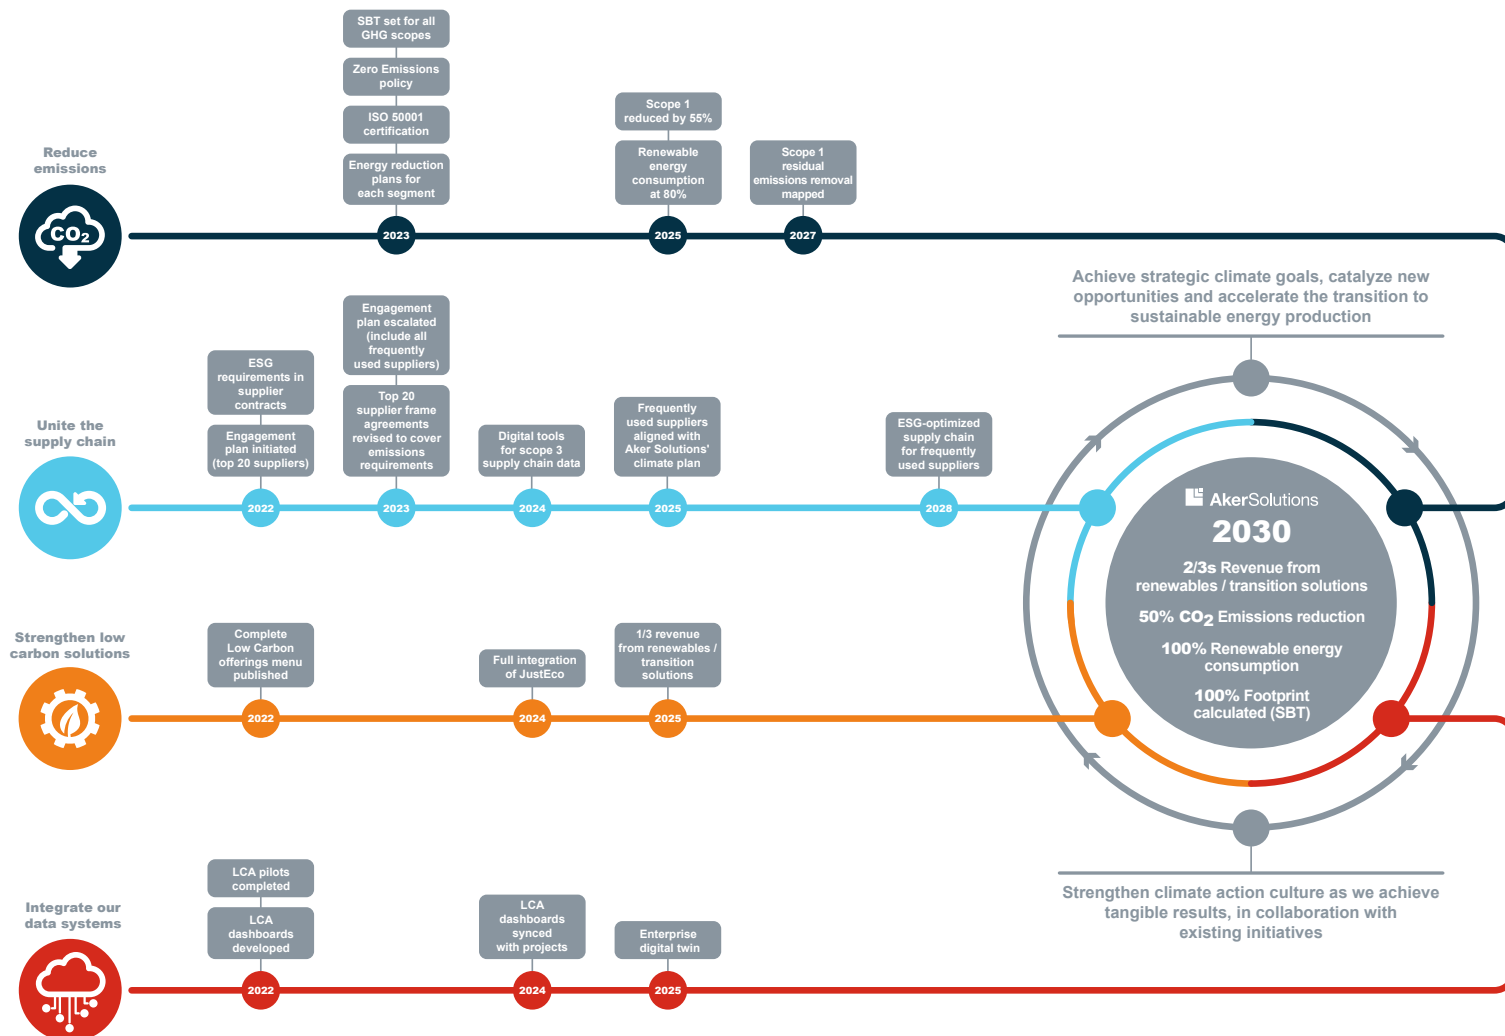 Reduce
emissions
CO2
SBT set for all
GHG scopes
Zero Emissions
policy
ISO 50001
certification
Energy reduction
plans for
each segment
2023
Scope 1
reduced by 55%
Renewable
energy
consumption
at 80%
2025
Scope 1
residual
emissions removal
mapped
2027
Unite the
supply chain
ESG
requirements in
supplier
contracts
Engagement
plan initiated
(top 20 suppliers)
2022
Engagement
plan escalated
(include all
frequently
used suppliers)
Top 20
supplier frame
agreements
revised to cover
emissions
requirements
2023
Digital tools
for scope 3
supply chain data
2024
Frequently
used suppliers
aligned with
Aker Solutions'
climate plan
2025
ESG-optimized
supply chain
for frequently
used suppliers
2028
Strengthen low
carbon solutions
Complete
Low Carbon
offerings menu
published
2022
Full integration
of JustEco
2024
1/3 revenue
from renewables /
transition
solutions
2025
Integrate our
data systems
LCA pilots
completed
LCA
dashboards
developed
2022
LCA
dashboards
synced
with projects
2024
Enterprise
digital twin
2025
Achieve strategic climate goals, catalyze new
opportunities and accelerate the transition to
sustainable energy production
AkerSolutions
2030
2/3s Revenue from
renewables / transition solutions
50% CO2 Emissions reduction
100% Renewable energy
consumption
100% Footprint
calculated (SBT)
Strengthen climate action culture as we achieve
tangible results, in collaboration with
existing initiatives